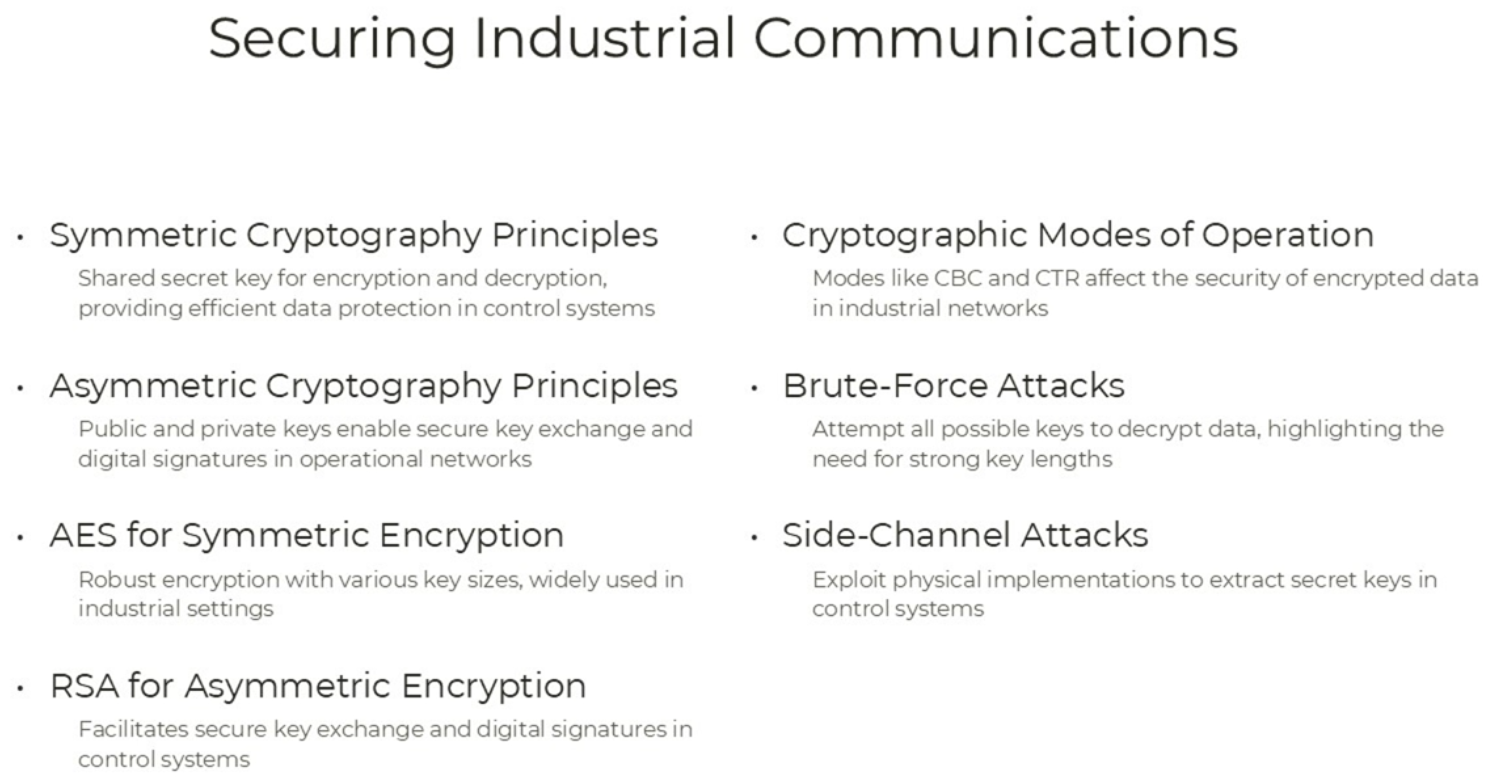 Securing Industrial Communications
• Symmetric Cryptography Principles
Shared secret key for encryption and decryption,
providing efficient data protection in control systems
• Asymmetric Cryptography Principles
Public and private keys enable secure key exchange and
digital signatures in operational networks
• AES for Symmetric Encryption
Robust encryption with various key sizes, widely used in
industrial settings
• RSA for Asymmetric Encryption
Facilitates secure key exchange and digital signatures in
control systems
• Cryptographic Modes of Operation
Modes like CBC and CTR affect the security of encrypted data
in industrial networks
• Brute-Force Attacks
Attempt all possible keys to decrypt data, highlighting the
need for strong key lengths
• Side-Channel Attacks
Exploit physical implementations to extract secret keys in
control systems